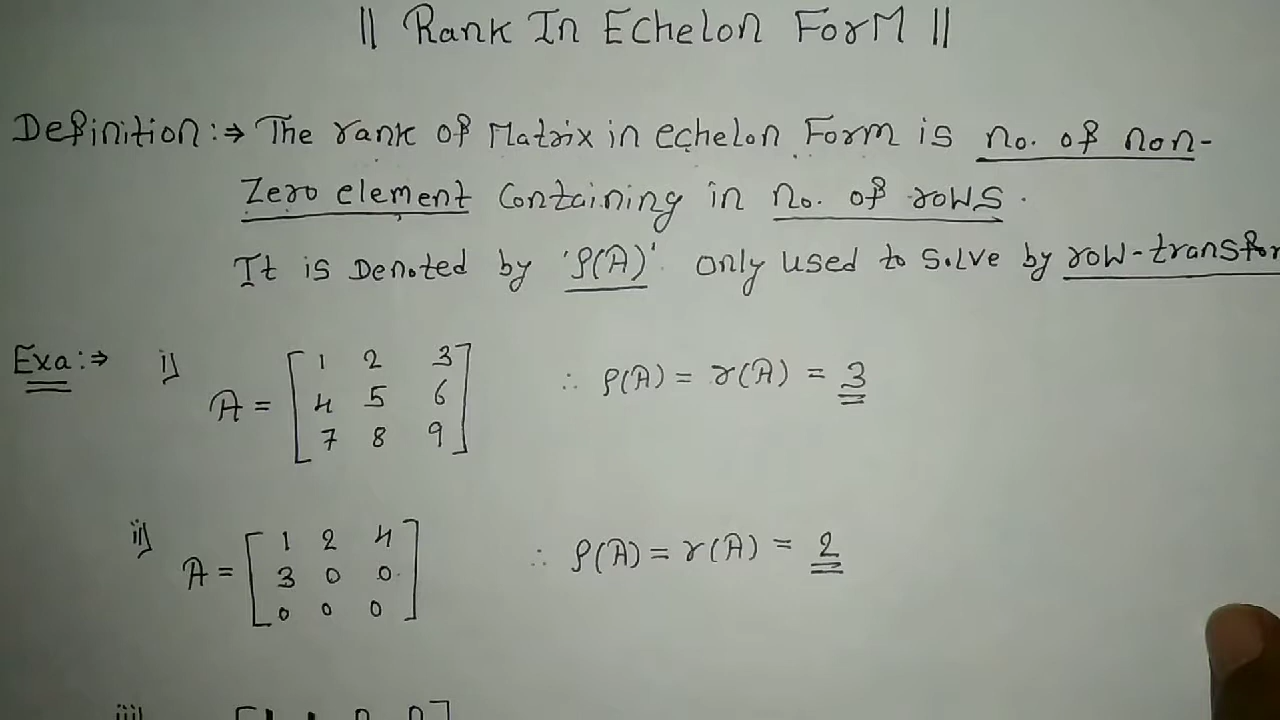 || Rank In Echelon Form ||
Definition :⇒ The rank of Matrix in echelon Form is no. of non-
Zero element Containing in no. of rows.
It is Denoted by 'ρ(A)' only used to solve by row-transfor
Exa :⇒ i) A = [1 2 3 ∴ ρ(A) = r(A) = 3
4 5 6
7 8 9]
ii) A = [1 2 4 ∴ ρ(A) = r(A) = 2
3 0 0
0 0 0]
iii)